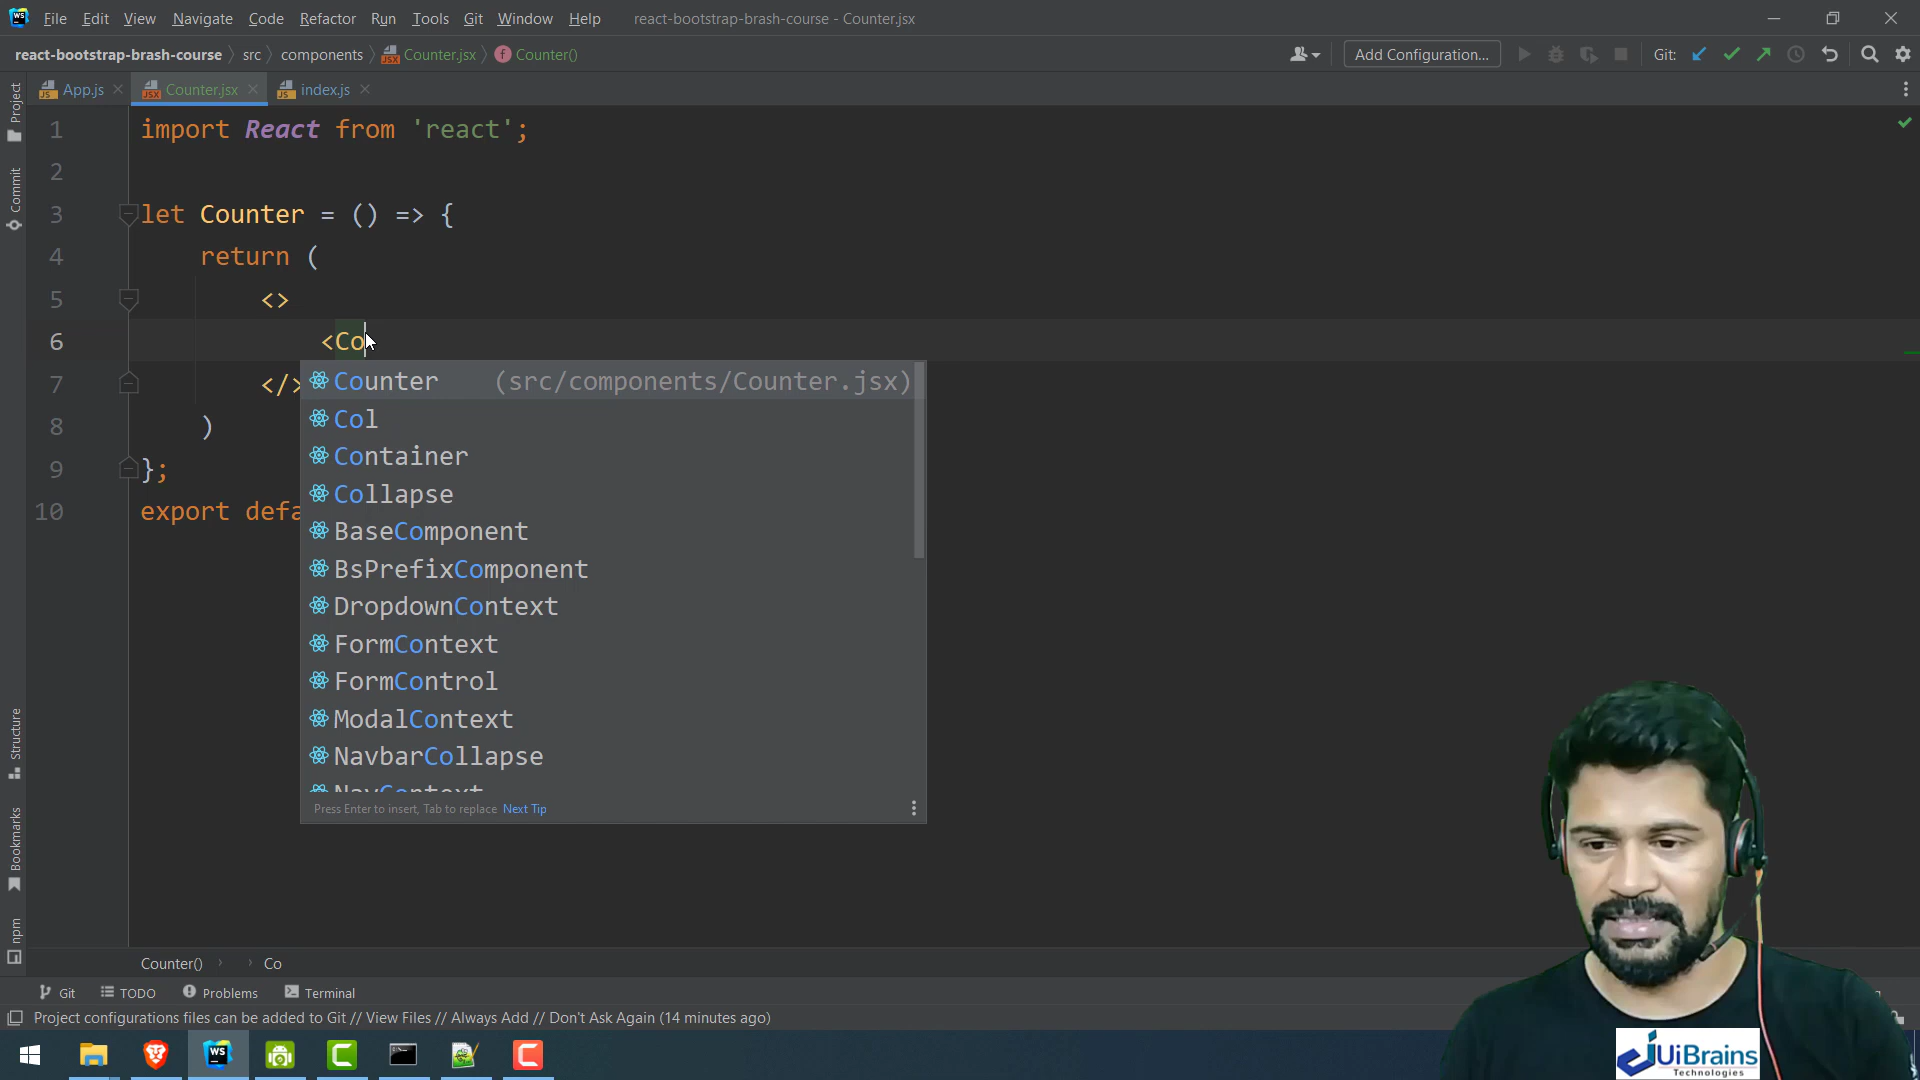 File Edit View Navigate Code Refactor Run Tools Git Window Help react-bootstrap-brash-course - Counter.jsx
react-bootstrap-brash-course src components Counter.jsx Counter() Add Configuration... Git:
App.js Counter.jsx index.js
Project
Commit
Structure
Bookmarks
npm
1 import React from 'react';
2
3 let Counter = () => {
4 return (
5 <>
6 <Co
7 </>
8 )
9 };
10 export defa
Counter (src/components/Counter.jsx)
Col
Container
Collapse
BaseComponent
BsPrefixComponent
DropdownContext
FormContext
FormControl
ModalContext
NavbarCollapse
NavContext
Press Enter to insert, Tab to replace Next Tip
Counter() Co
Git TODO Problems Terminal
Project configurations files can be added to Git // View Files // Always Add // Don't Ask Again (14 minutes ago)
UiBrains
Technologies